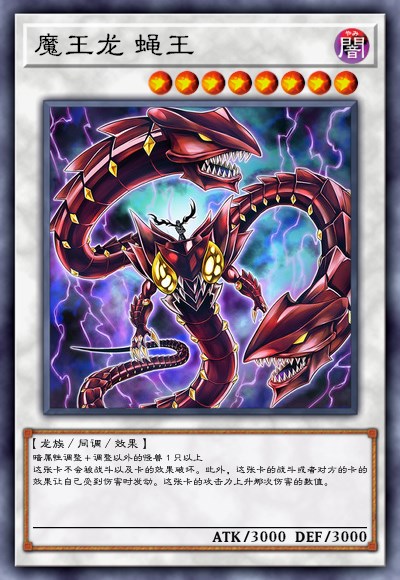 魔王龙 蝇王
やみ
闇
【龙族／同调／效果】
暗属性调整＋调整以外的怪兽1只以上
这张卡不会被战斗以及卡的效果破坏。此外，这张卡的战斗或者对方的卡的
效果让自己受到伤害时发动。这张卡的攻击力上升那次伤害的数值。
ATK/3000 DEF/3000